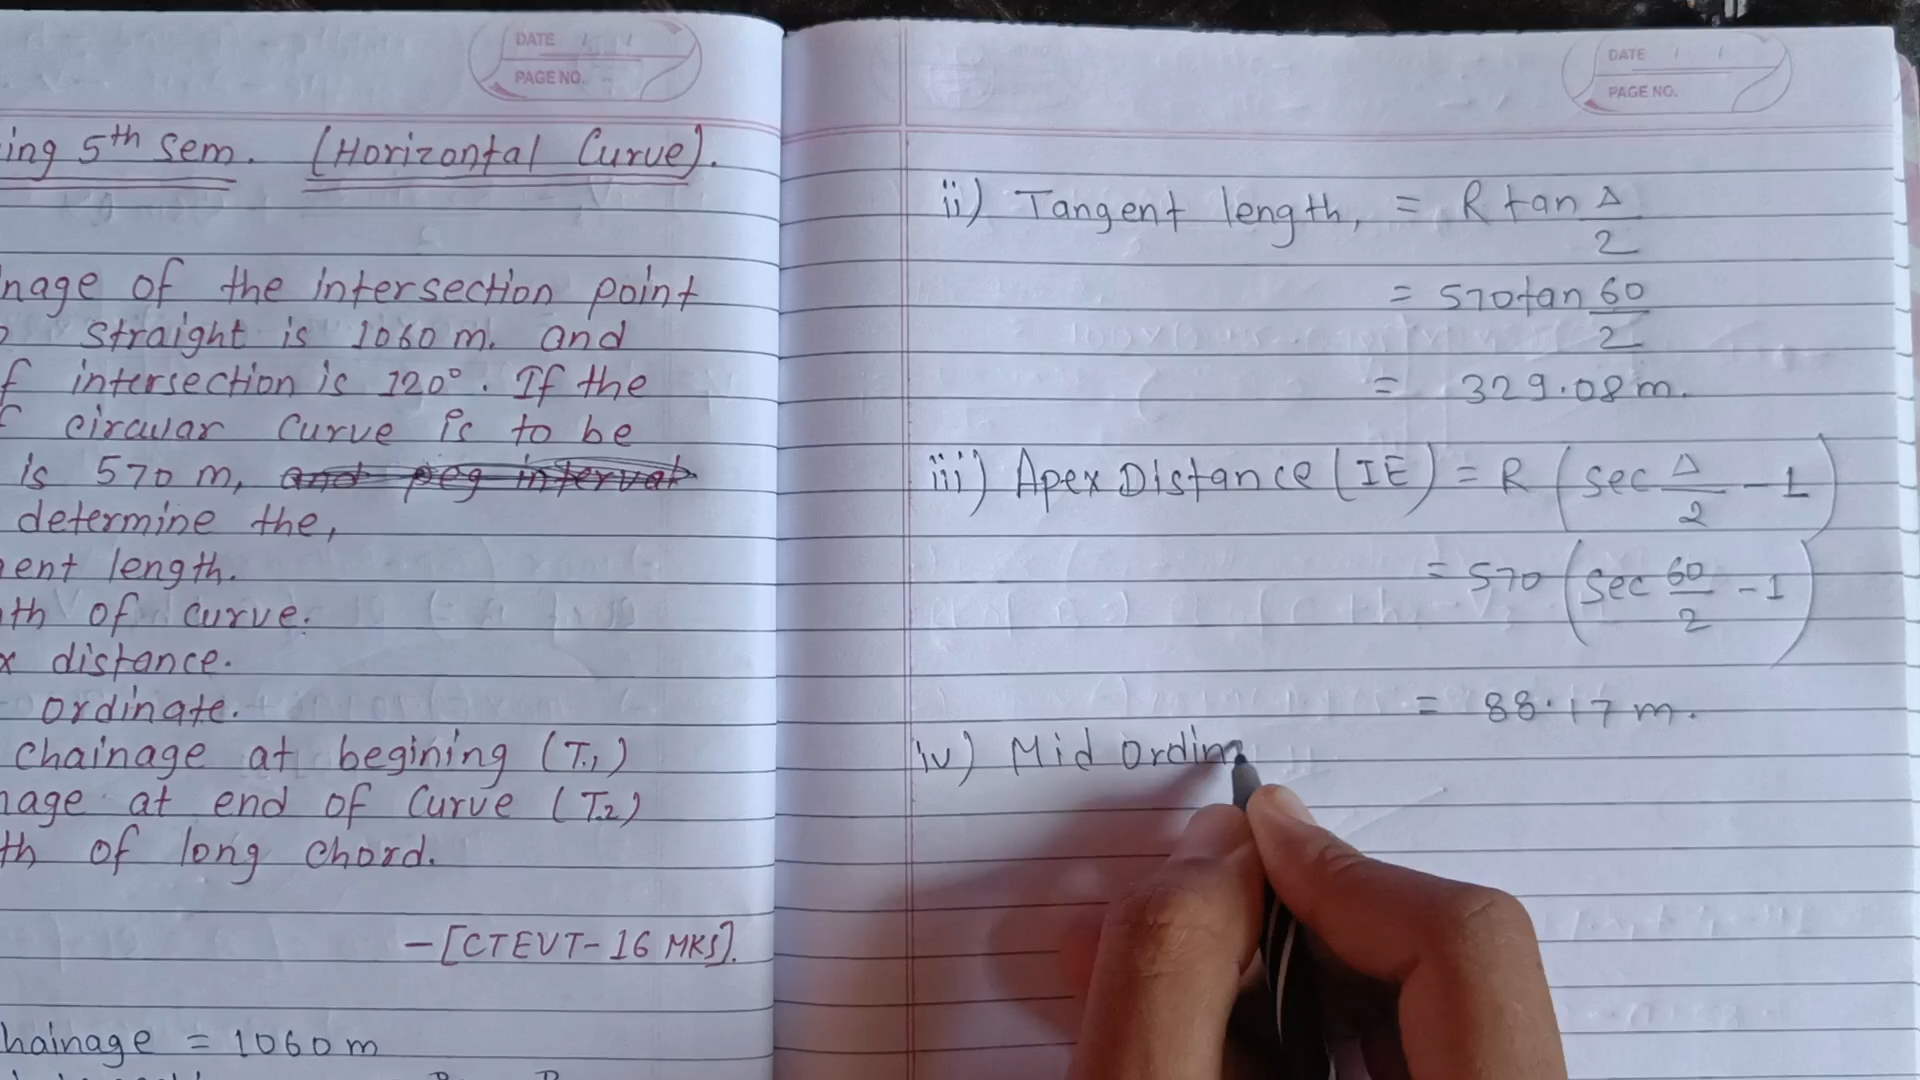 DATE / /
PAGE NO.
ing 5th sem. (Horizontal Curve).
nage of the intersection point
straight is 1060 m. and
f intersection is 120°. If the
circular curve is to be
is 570 m, and peg interval
determine the,
ent length.
th of curve.
x distance.
ordinate.
chainage at begining (T.1)
nage at end of Curve (T.2)
th of long chord.
-[CTEVT-16 MKS].
hainage = 1060 m
DATE / /
PAGE NO.
ii) Tangent length, = R tan Δ/2
= 570 tan 60/2
= 329.08 m.
iii) Apex Distance (IE) = R (sec Δ/2 - 1)
= 570 (sec 60/2 - 1)
= 88.17 m.
iv) Mid Ordin